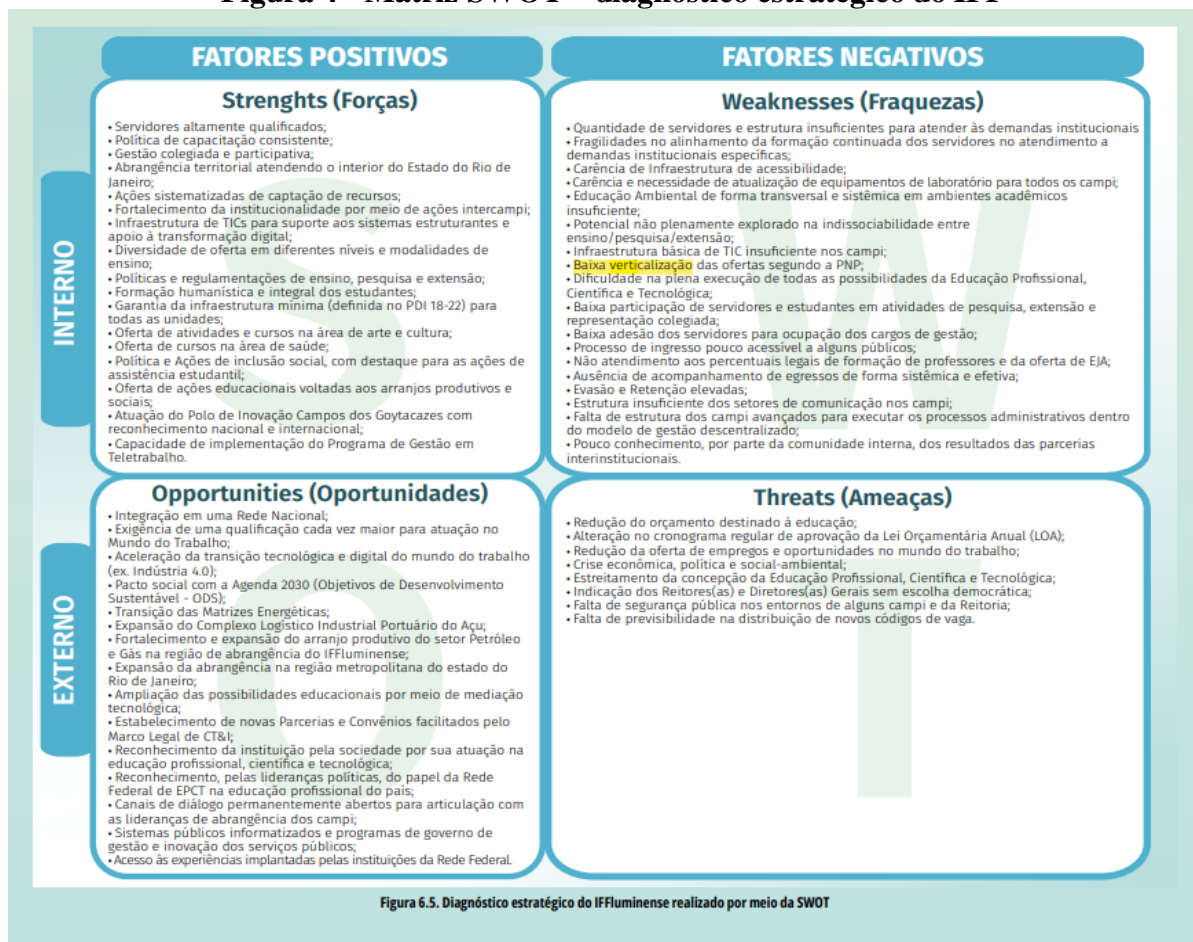 Figura 4 - Matriz SWOT – diagnóstico estratégico do IFF
FATORES POSITIVOS
FATORES NEGATIVOS
INTERNO
Strenghts (Forças)
• Servidores altamente qualificados;
• Política de capacitação consistente;
• Gestão colegiada e participativa;
• Abrangência territorial atendendo o interior do Estado do Rio de
Janeiro;
• Ações sistematizadas de captação de recursos;
• Fortalecimento da institucionalidade por meio de ações intercampi;
• Infraestrutura de TICs para suporte aos sistemas estruturantes e
apoio à transformação digital;
• Diversidade de oferta em diferentes níveis e modalidades de
ensino;
• Políticas e regulamentações de ensino, pesquisa e extensão;
• Formação humanística e integral dos estudantes;
• Garantia da infraestrutura mínima (definida no PDI 18-22) para
todas as unidades;
• Oferta de atividades e cursos na área de arte e cultura;
• Oferta de cursos na área de saúde;
• Política e Ações de inclusão social, com destaque para as ações de
assistência estudantil;
• Oferta de ações educacionais voltadas aos arranjos produtivos e
sociais;
• Atuação do Polo de Inovação Campos dos Goytacazes com
reconhecimento nacional e internacional;
• Capacidade de implementação do Programa de Gestão em
Teletrabalho.
Weaknesses (Fraquezas)
• Quantidade de servidores e estrutura insuficientes para atender às demandas institucionais
• Fragilidades no alinhamento da formação continuada dos servidores no atendimento a
demandas institucionais específicas;
• Carência de Infraestrutura de acessibilidade;
• Carência e necessidade de atualização de equipamentos de laboratório para todos os campi;
• Educação Ambiental de forma transversal e sistêmica em ambientes acadêmicos
insuficiente;
• Potencial não plenamente explorado na indissociabilidade entre
ensino/pesquisa/extensão;
• Infraestrutura básica de TIC insuficiente nos campi;
• Baixa verticalização das ofertas segundo a PNP;
• Dificuldade na plena execução de todas as possibilidades da Educação Profissional,
Científica e Tecnológica;
• Baixa participação de servidores e estudantes em atividades de pesquisa, extensão e
representação colegiada;
• Baixa adesão dos servidores para ocupação dos cargos de gestão;
• Processo de ingresso pouco acessível a alguns públicos;
• Não atendimento aos percentuais legais de formação de professores e da oferta de EJA;
• Ausência de acompanhamento de egressos de forma sistêmica e efetiva;
• Evasão e Retenção elevadas;
• Estrutura insuficiente dos setores de comunicação nos campi;
• Falta de estrutura dos campi avançados para executar os processos administrativos dentro
do modelo de gestão descentralizado;
• Pouco conhecimento, por parte da comunidade interna, dos resultados das parcerias
interinstitucionais.
EXTERNO
Opportunities (Oportunidades)
• Integração em uma Rede Nacional;
• Exigência de uma qualificação cada vez maior para atuação no
Mundo do Trabalho;
• Aceleração da transição tecnológica e digital do mundo do trabalho
(ex. Indústria 4.0);
• Pacto social com a Agenda 2030 (Objetivos de Desenvolvimento
Sustentável - ODS);
• Transição das Matrizes Energéticas;
• Expansão do Complexo Logístico Industrial Portuário do Açu;
• Fortalecimento e expansão do arranjo produtivo do setor Petróleo
e Gás na região de abrangência do IFFluminense;
• Expansão da abrangência na região metropolitana do estado do
Rio de Janeiro;
• Ampliação das possibilidades educacionais por meio de mediação
tecnológica;
• Estabelecimento de novas Parcerias e Convênios facilitados pelo
Marco Legal de CT&I;
• Reconhecimento da instituição pela sociedade por sua atuação na
educação profissional, científica e tecnológica;
• Reconhecimento, pelas lideranças políticas, do papel da Rede
Federal de EPCT na educação profissional do país;
• Canais de diálogo permanentemente abertos para articulação com
as lideranças de abrangência dos campi;
• Sistemas públicos informatizados e programas de governo de
gestão e inovação dos serviços públicos;
• Acesso às experiências implantadas pelas instituições da Rede Federal.
Threats (Ameaças)
• Redução do orçamento destinado à educação;
• Alteração no cronograma regular de aprovação da Lei Orçamentária Anual (LOA);
• Redução da oferta de empregos e oportunidades no mundo do trabalho;
• Crise econômica, política e social-ambiental;
• Estreitamento da concepção da Educação Profissional, Científica e Tecnológica;
• Indicação dos Reitores(as) e Diretores(as) Gerais sem escolha democrática;
• Falta de segurança pública nos entornos de alguns campi e da Reitoria;
• Falta de previsibilidade na distribuição de novos códigos de vaga.
S
W
O
T
Figura 6.5. Diagnóstico estratégico do IFFluminense realizado por meio da SWOT